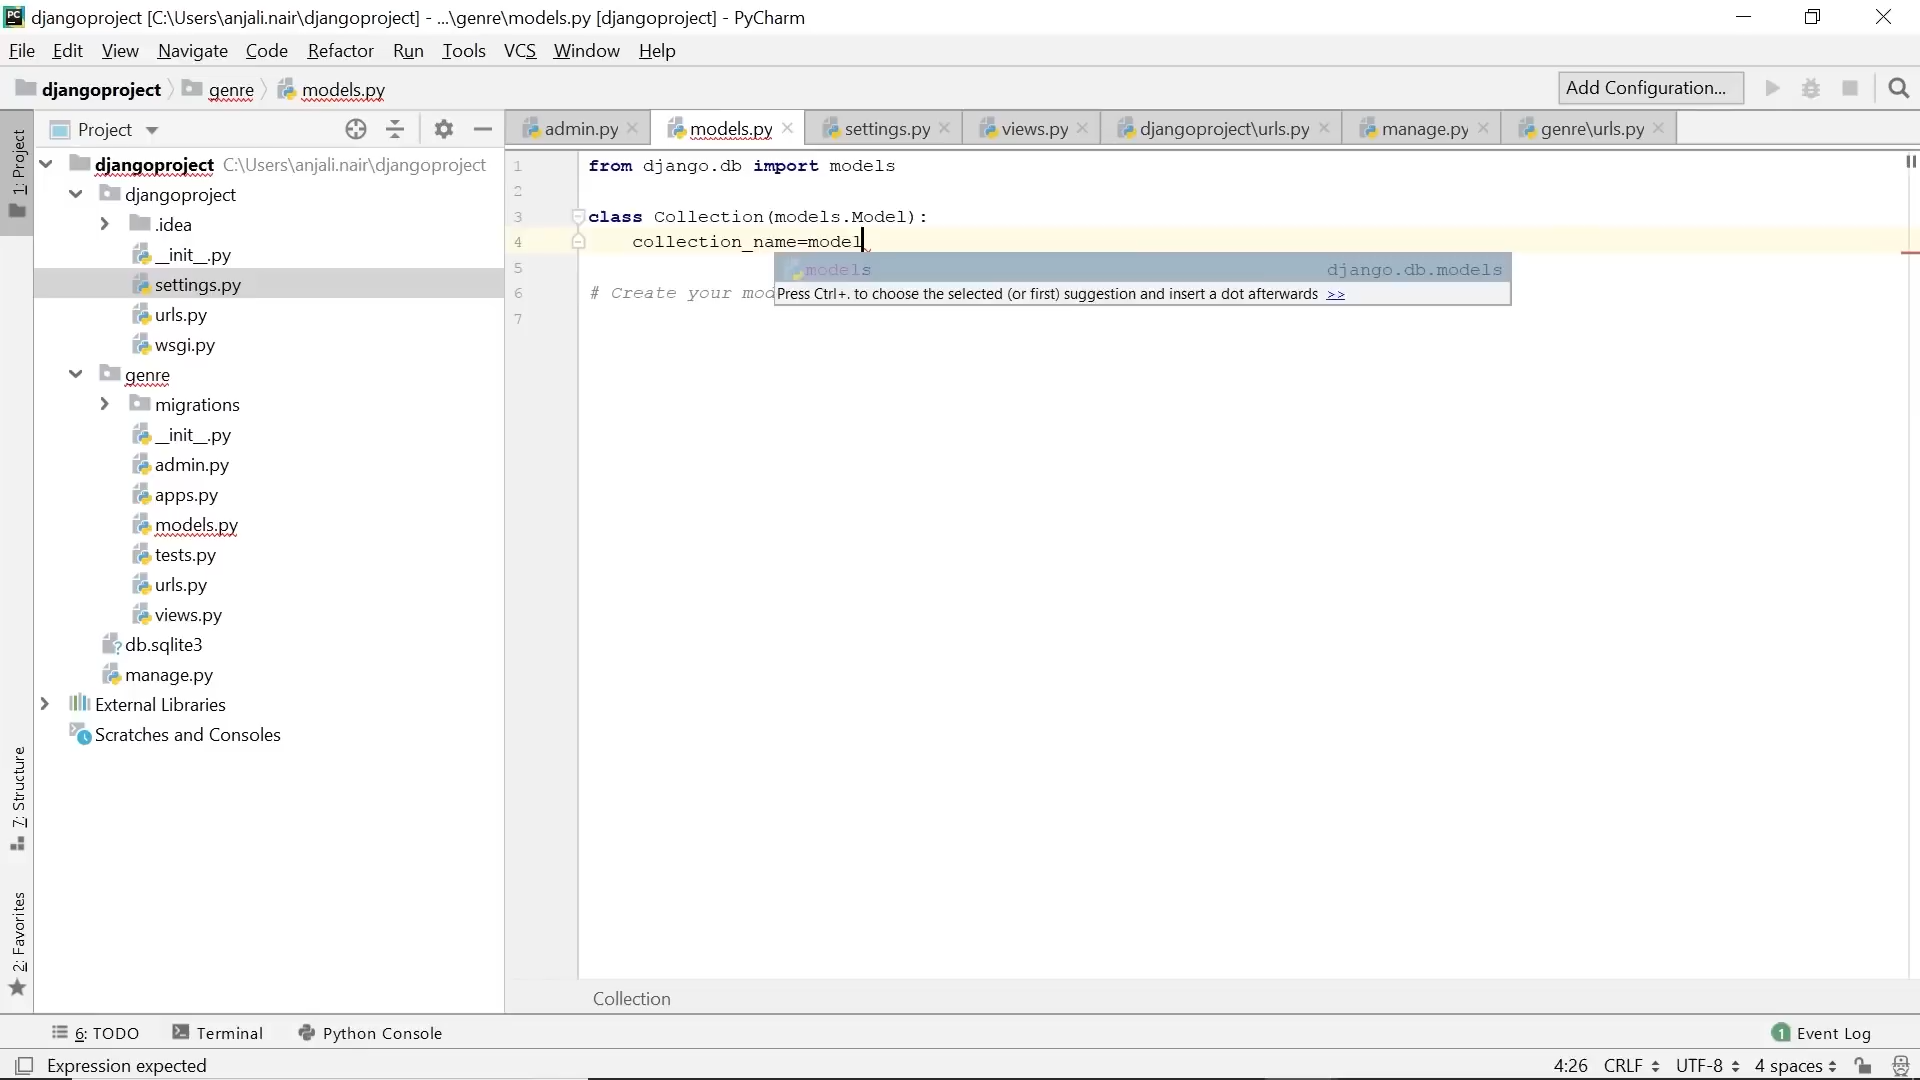 djangoproject [C:\Users\anjali.nair\djangoproject] - ...\genre\models.py [djangoproject] - PyCharm
File Edit View Navigate Code Refactor Run Tools VCS Window Help
djangoproject genre models.py Add Configuration...
1: Project
Project
admin.py models.py settings.py views.py djangoproject\urls.py manage.py genre\urls.py
djangoproject C:\Users\anjali.nair\djangoproject
djangoproject
.idea
__init__.py
settings.py
urls.py
wsgi.py
genre
migrations
__init__.py
admin.py
apps.py
models.py
tests.py
urls.py
views.py
db.sqlite3
manage.py
External Libraries
Scratches and Consoles
1 from django.db import models
2
3 class Collection(models.Model):
4 collection_name=model
models django.db.models
5
6 # Create your mod
Press Ctrl+. to choose the selected (or first) suggestion and insert a dot afterwards >>
7
7: Structure
2: Favorites
Collection
6: TODO Terminal Python Console 1 Event Log
Expression expected 4:26 CRLF UTF-8 4 spaces